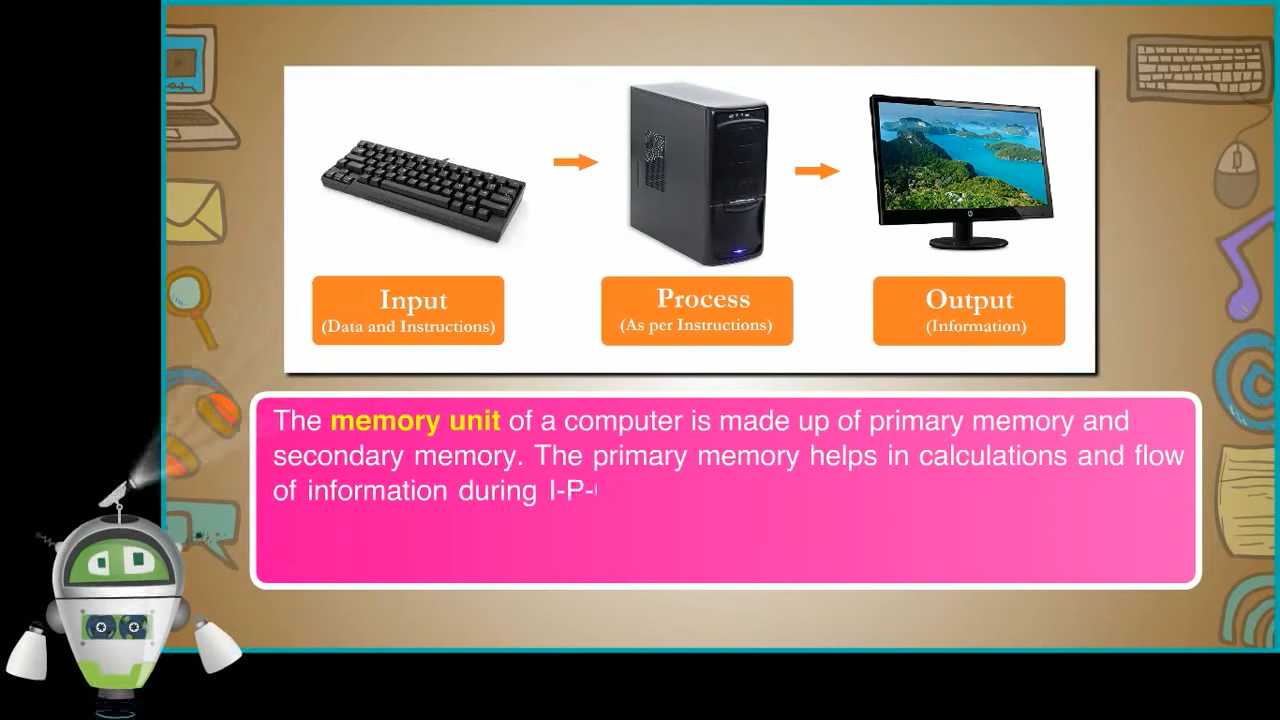 Input
(Data and Instructions)
Process
(As per Instructions)
Output
(Information)
The memory unit of a computer is made up of primary memory and
secondary memory. The primary memory helps in calculations and flow
of information during I-P-